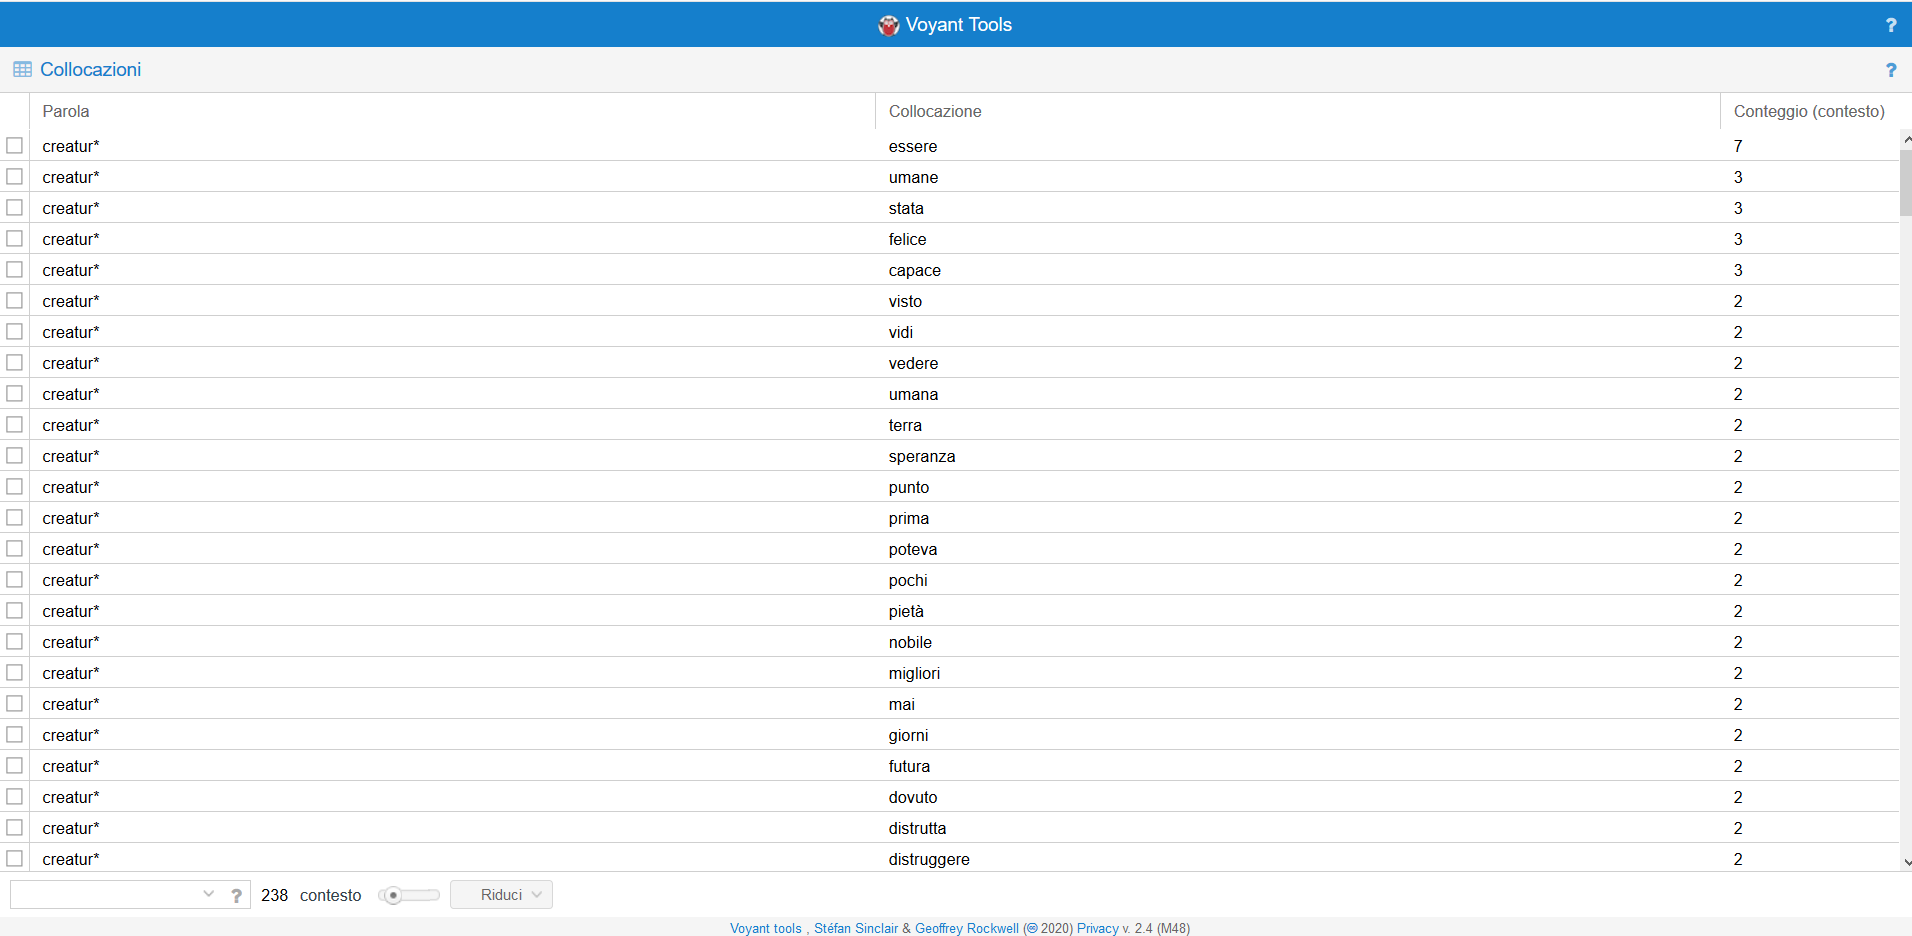 Voyant Tools ?
Collocazioni ?
Parola Collocazione Conteggio (contesto)
creatur* essere 7
creatur* umane 3
creatur* stata 3
creatur* felice 3
creatur* capace 3
creatur* visto 2
creatur* vidi 2
creatur* vedere 2
creatur* umana 2
creatur* terra 2
creatur* speranza 2
creatur* punto 2
creatur* prima 2
creatur* poteva 2
creatur* pochi 2
creatur* pietà 2
creatur* nobile 2
creatur* migliori 2
creatur* mai 2
creatur* giorni 2
creatur* futura 2
creatur* dovuto 2
creatur* distrutta 2
creatur* distruggere 2
? 238 contesto Riduci
Voyant tools , Stéfan Sinclair & Geoffrey Rockwell (🄯 2020) Privacy v. 2.4 (M48)